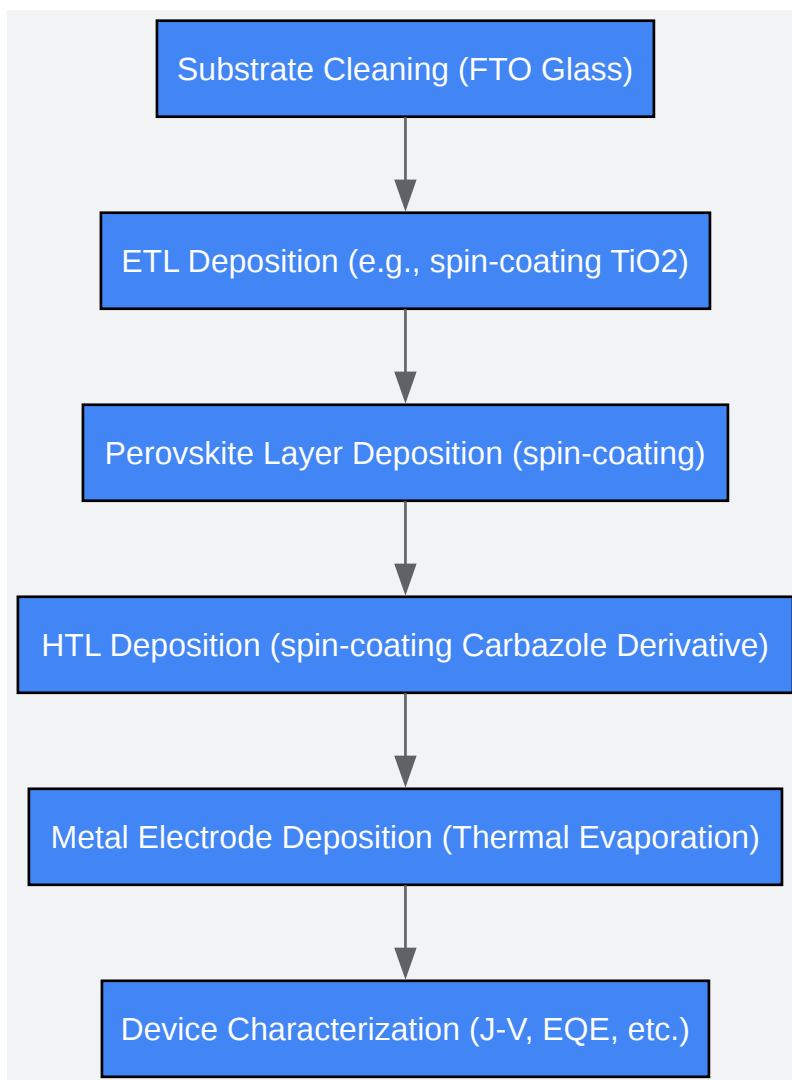 Substrate Cleaning (FTO Glass)
ETL Deposition (e.g., spin-coating TiO2)
Perovskite Layer Deposition (spin-coating)
HTL Deposition (spin-coating Carbazole Derivative)
Metal Electrode Deposition (Thermal Evaporation)
Device Characterization (J-V, EQE, etc.)